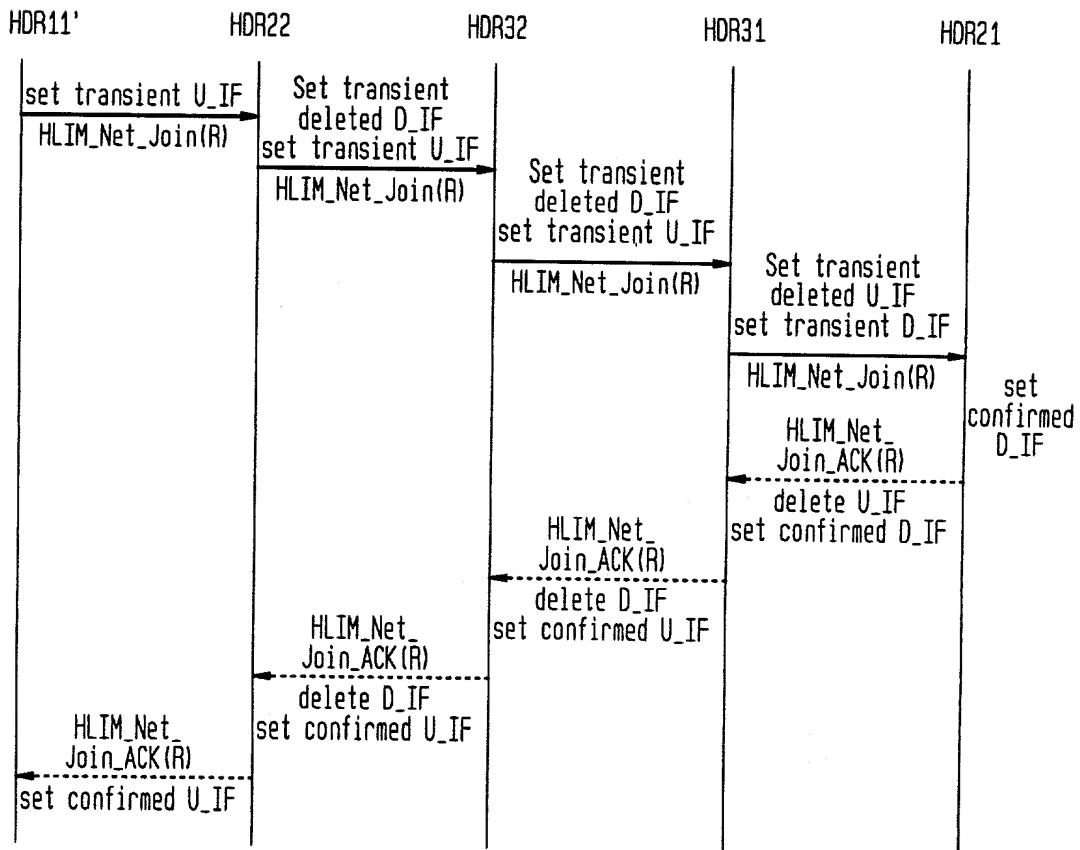 HDR11'
HDR22
HDR32
HDR31
HDR21
set transient U_IF
HLIM_Net_Join(R)
Set transient
deleted D_IF
set transient U_IF
HLIM_Net_Join(R)
Set transient
deleted D_IF
set transient U_IF
HLIM_Net_Join(R)
Set transient
deleted U_IF
set transient D_IF
HLIM_Net_Join(R)
set
confirmed
D_IF
HLIM_Net_
Join_ACK(R)
delete U_IF
set confirmed D_IF
HLIM_Net_
Join_ACK(R)
delete D_IF
set confirmed U_IF
HLIM_Net_
Join_ACK(R)
delete D_IF
set confirmed U_IF
HLIM_Net_
Join_ACK(R)
set confirmed U_IF